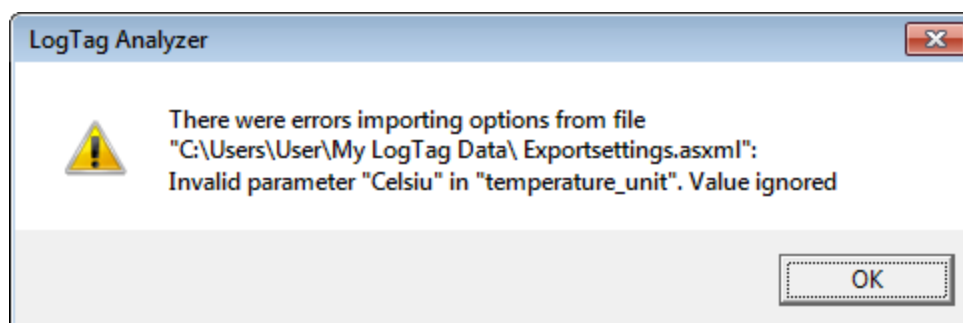 LogTag Analyzer
There were errors importing options from file
"C:\Users\User\My LogTag Data\ Exportsettings.asxml":
Invalid parameter "Celsiu" in "temperature_unit". Value ignored
OK